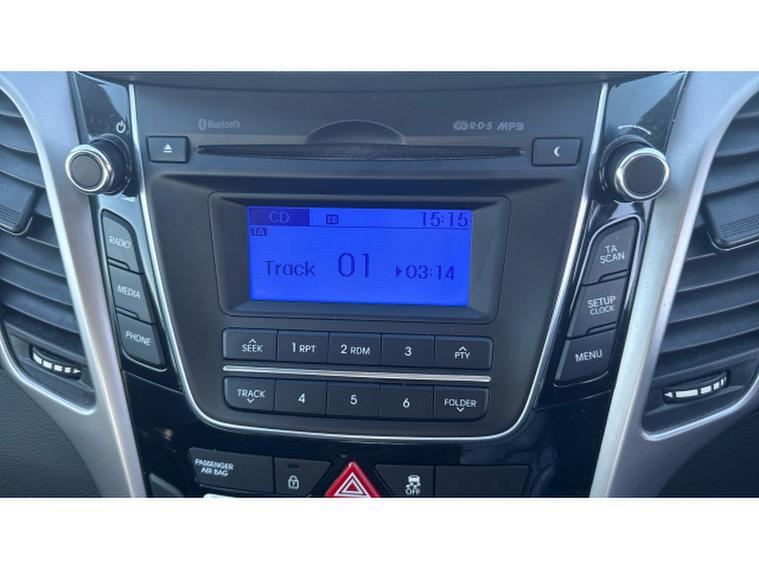 Bluetooth R·D·S MP3
CD CD 15:15
TA
Track 01 03:14
RADIO
MEDIA
PHONE
TA
SCAN
SETUP
CLOCK
MENU
SEEK 1 RPT 2 RDM 3 PTY
TRACK 4 5 6 FOLDER
PASSENGER
AIR BAG
OFF